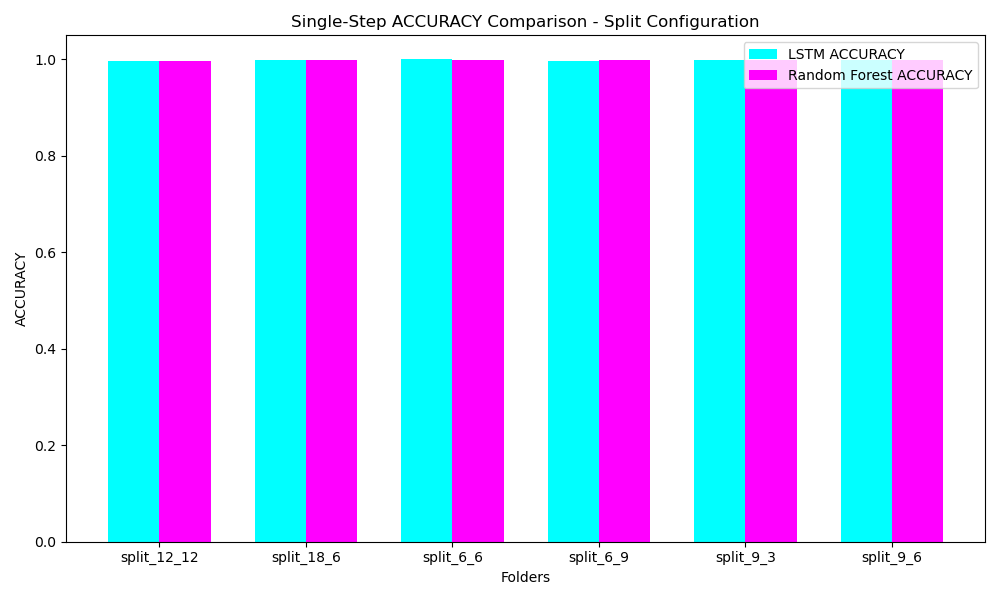 Single-Step ACCURACY Comparison - Split Configuration
LSTM ACCURACY
Random Forest ACCURACY
ACCURACY
1.0
0.8
0.6
0.4
0.2
0.0
split_12_12
split_18_6
split_6_6
split_6_9
split_9_3
split_9_6
Folders